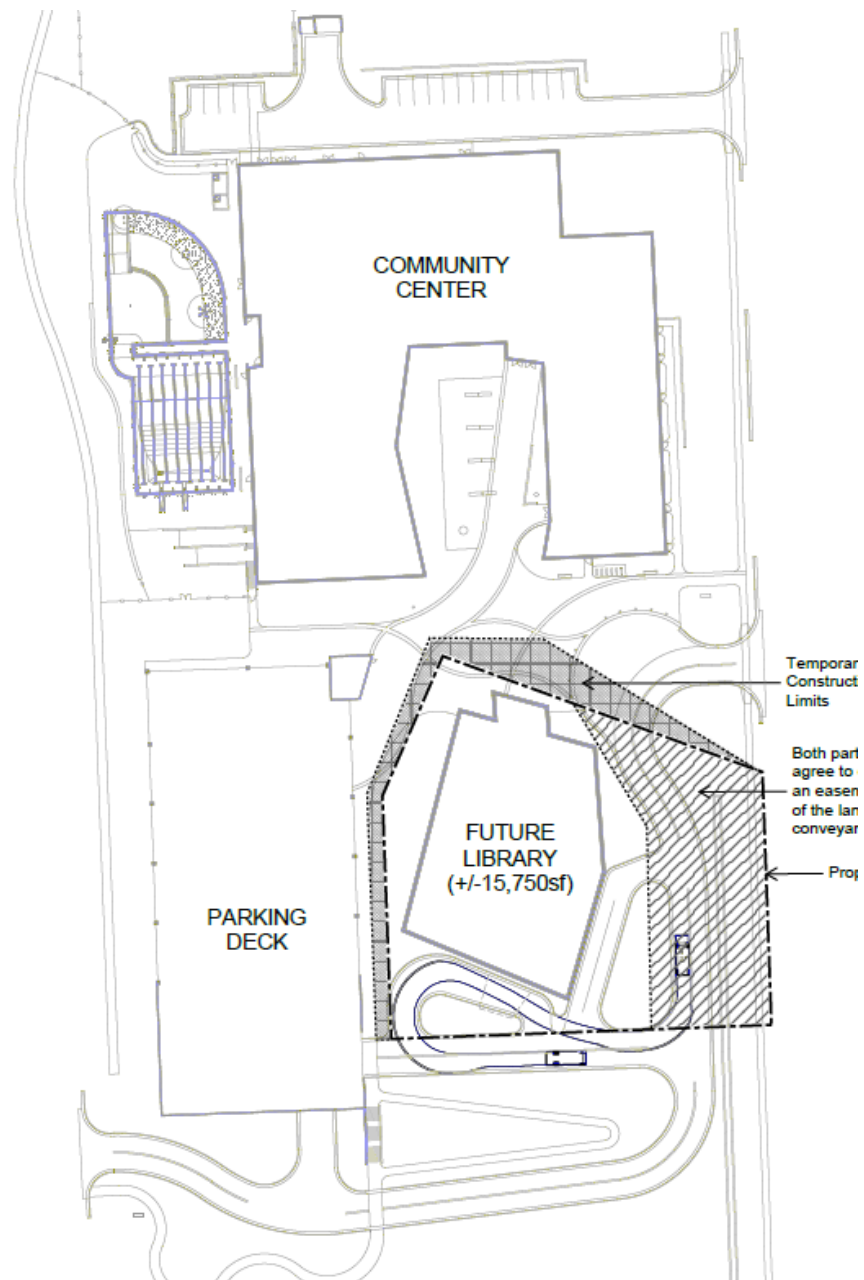 COMMUNITY
CENTER
Temporar
Construct
Limits
Both part
agree to
an easen
of the lan
conveyar
FUTURE
LIBRARY
(+/-15,750sf)
Prop
PARKING
DECK